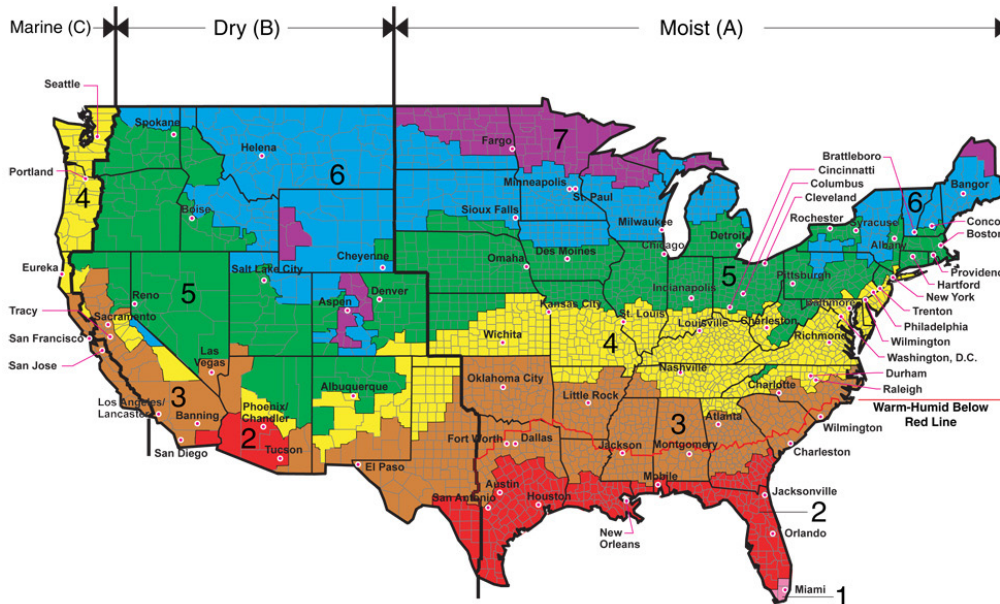 Marine (C)
Dry (B)
Moist (A)
Seattle
Spokane
Helena
Fargo
7
Brattleboro
Cincinnatti
Columbus
Cleveland
Portland
4
6
Minneapolis
St. Paul
6
Bangor
Boise
Sioux Falls
Milwaukee
Rochester
Syracuse
Concord
Boston
Detroit
Albany
Cheyenne
Des Moines
Chicago
Eureka
Salt Lake City
Omaha
5
Pittsburgh
Providence
Hartford
Reno
5
Aspen
Denver
Indianapolis
New York
Tracy
Sacramento
Kansas City
St. Louis
Charleston
Baltimore
Trenton
Philadelphia
San Francisco
Wichita
4
Louisville
Richmond
Wilmington
San Jose
Las
Vegas
Nashville
Washington, D.C.
3
Albuquerque
Oklahoma City
Durham
Raleigh
Los Angeles/
Lancaster
Banning
Phoenix/
Chandler
Little Rock
Charlotte
Atlanta
Warm-Humid Below
Red Line
2
Fort Worth
Dallas
Jackson
3
Montgomery
Wilmington
San Diego
Tucson
El Paso
Charleston
Austin
Mobile
San Antonio
Houston
Jacksonville
New
Orleans
2
Orlando
Miami
1